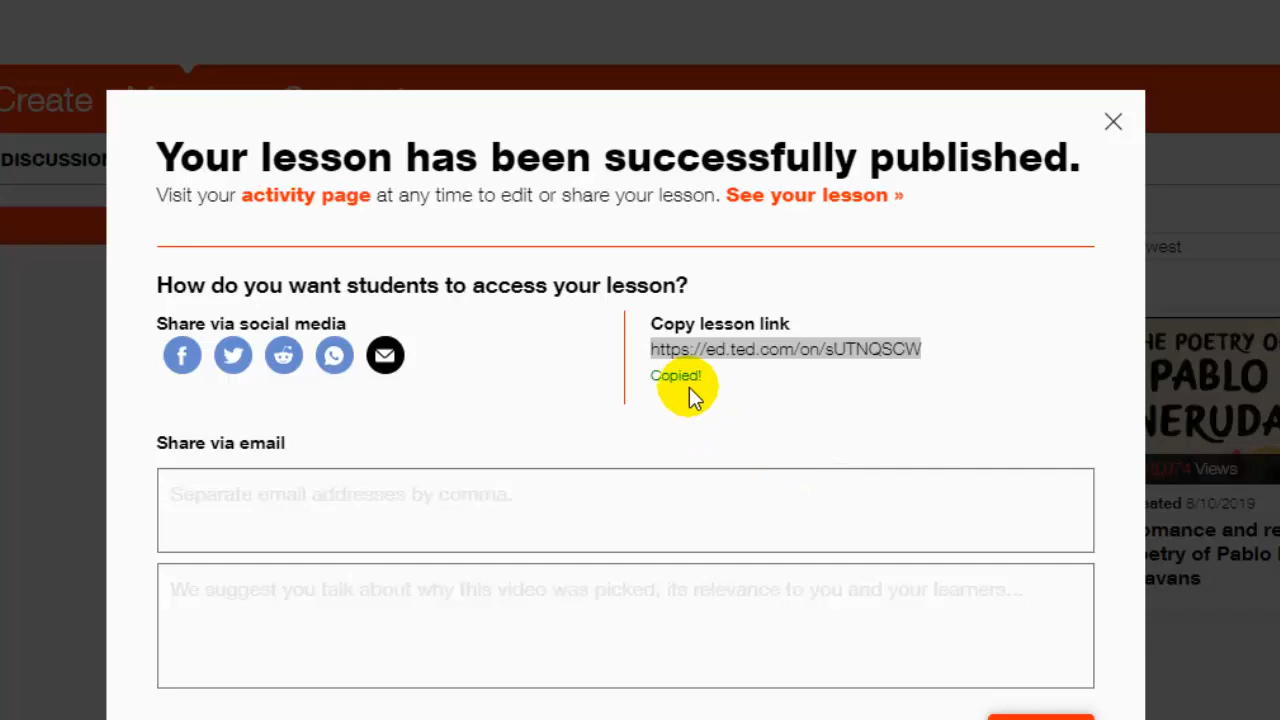 Create
DISCUSSION
Your lesson has been successfully published.
Visit your activity page at any time to edit or share your lesson. See your lesson »
How do you want students to access your lesson?
Share via social media
Copy lesson link
https://ed.ted.com/on/sUTNQSCW
Copied!
Share via email
Separate email addresses by comma.
We suggest you talk about why this video was picked, its relevance to you and your learners...
west
HE POETRY O
PABLO
NERUDA
Views
ated 8/10/2019
omance and re
etry of Pablo
avans